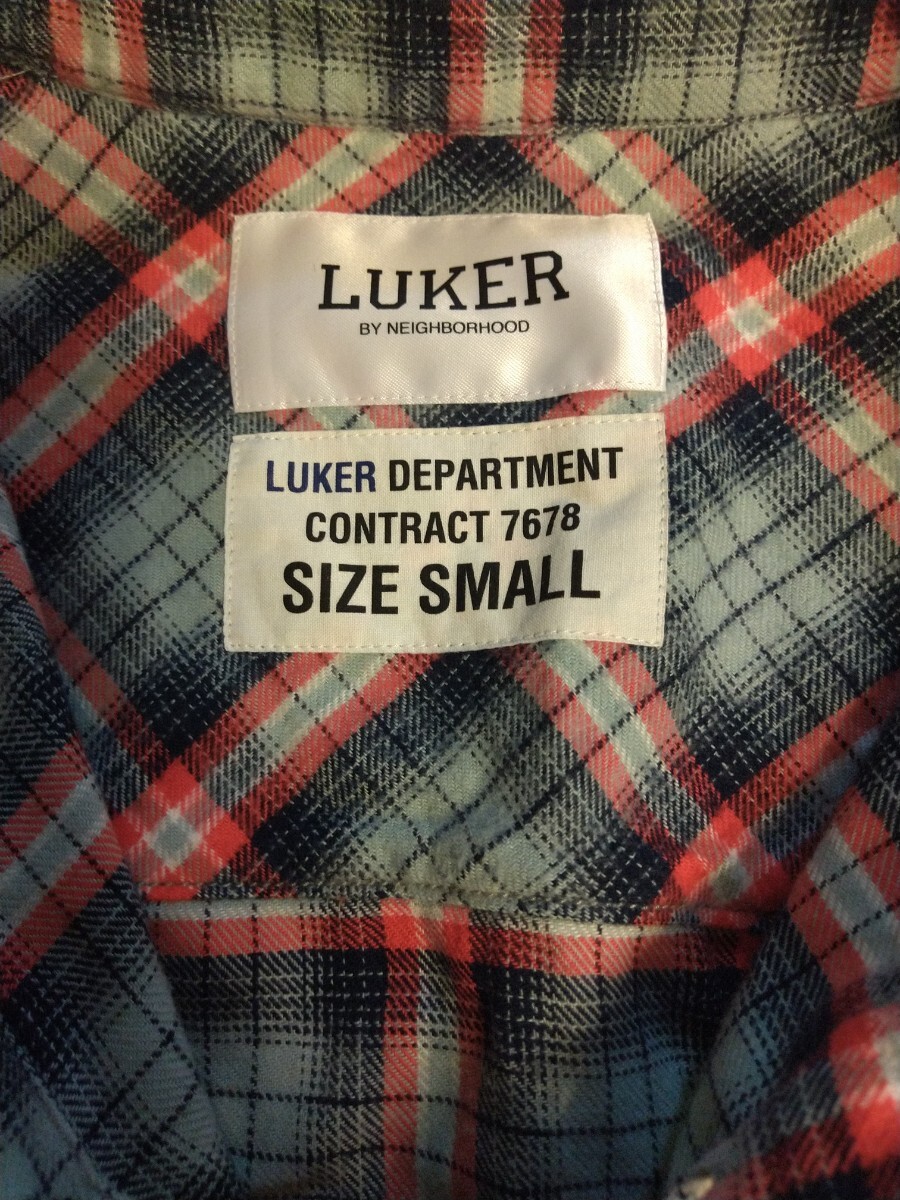 LUKER
BY NEIGHBORHOOD
LUKER DEPARTMENT
CONTRACT 7678
SIZE SMALL